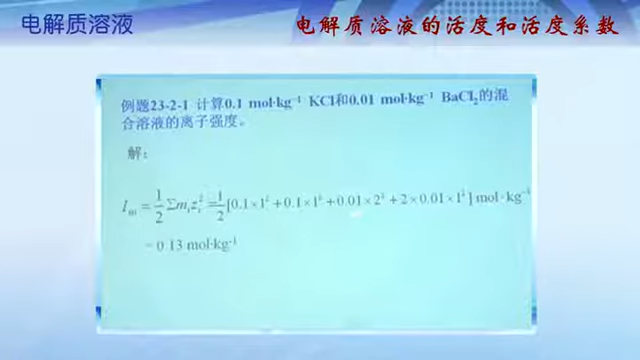 电解质溶液
电解质溶液的活度和活度系数
例题23-2-1 计算0.1 mol·kg⁻¹ KCl和0.01 mol·kg⁻¹ BaCl₂的混
合溶液的离子强度。
解:
Iₘ = 1/2 Σmᵢzᵢ² = 1/2 [0.1×1² + 0.1×1² + 0.01×2² + 2×0.01×1²] mol·kg⁻¹
= 0.13 mol·kg⁻¹